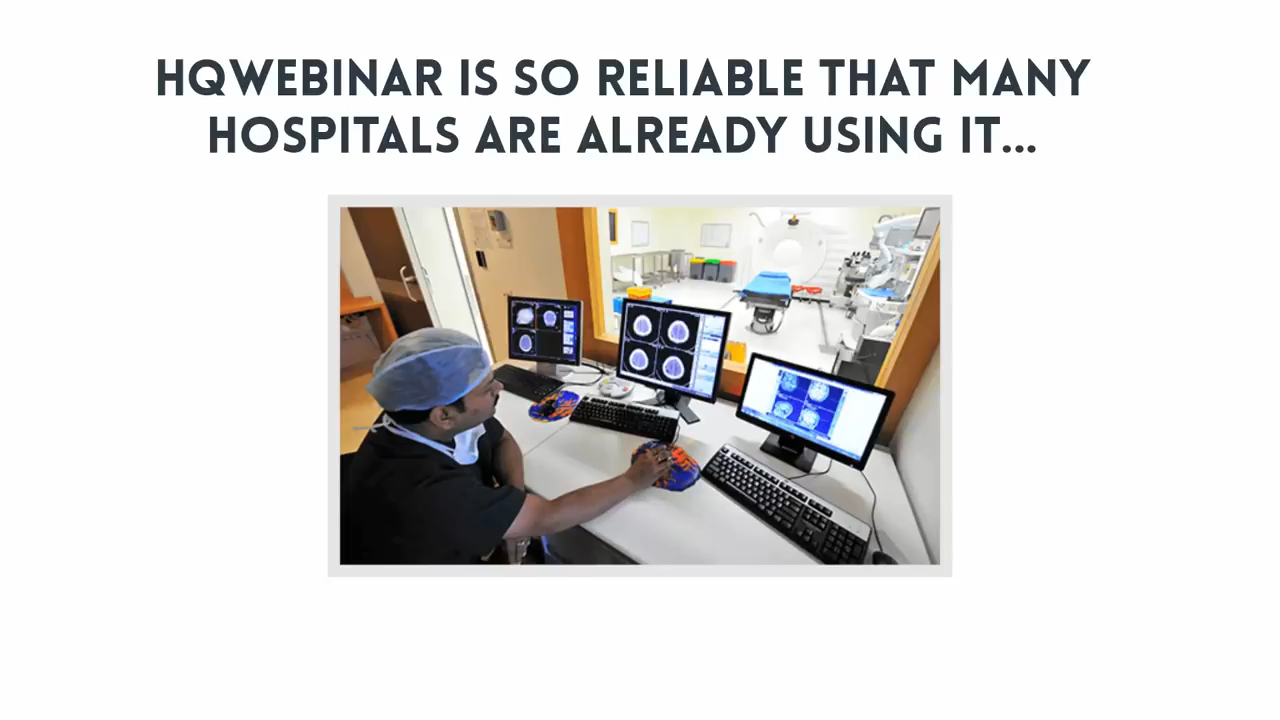 HQWEBINAR IS SO RELIABLE THAT MANY
HOSPITALS ARE ALREADY USING IT...